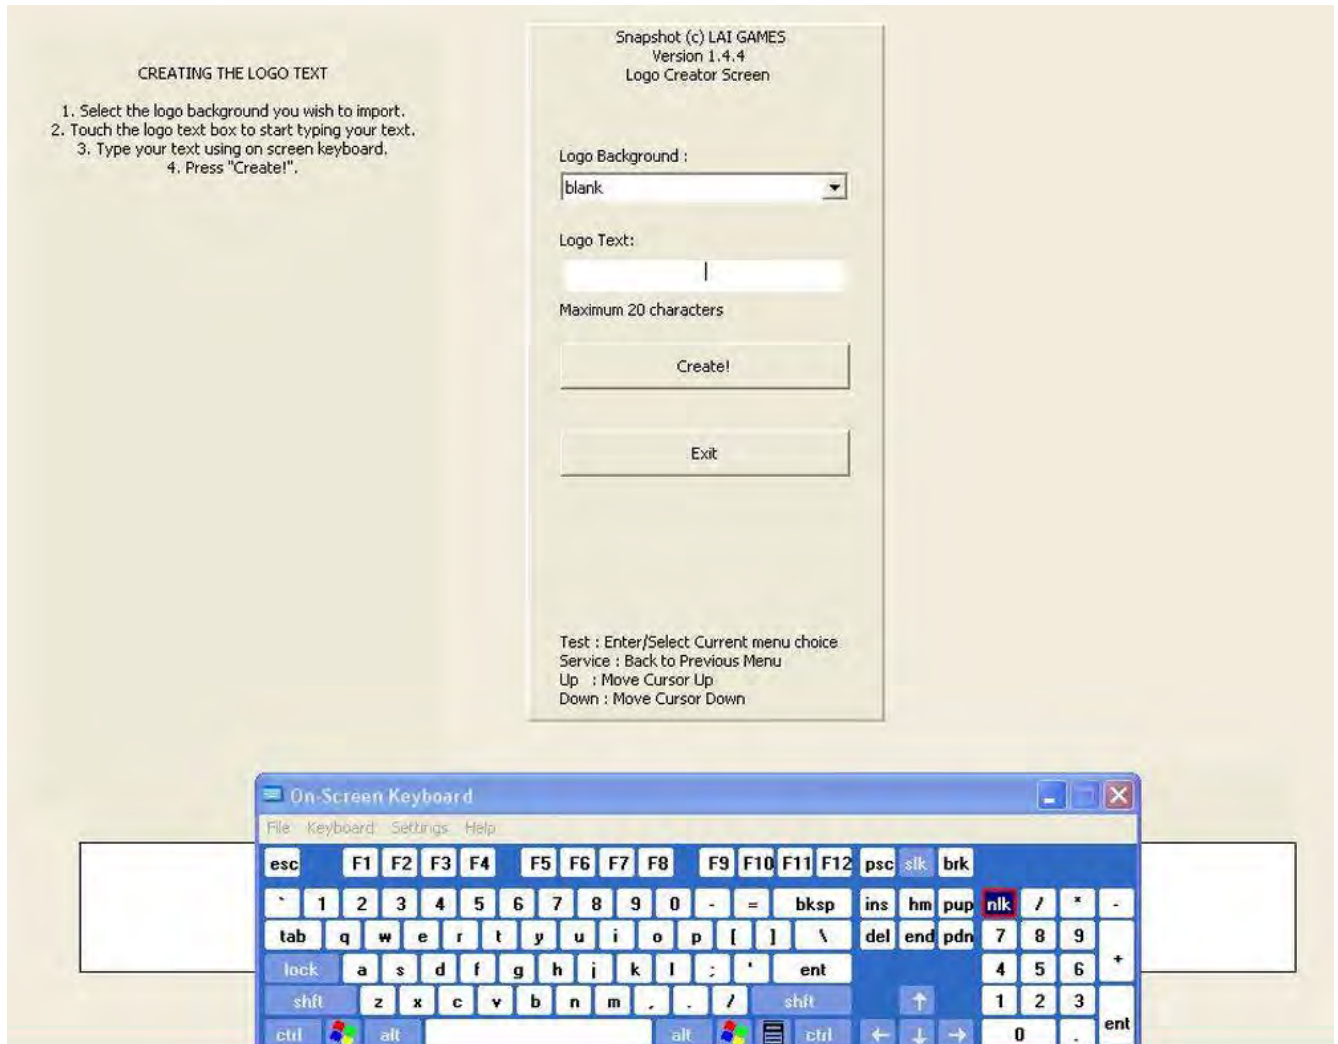 CREATING THE LOGO TEXT
1. Select the logo background you wish to import.
2. Touch the logo text box to start typing your text.
3. Type your text using on screen keyboard.
4. Press "Create!".
Snapshot (c) LAI GAMES
Version 1.4.4
Logo Creator Screen
Logo Background :
blank
Logo Text:
Maximum 20 characters
Create!
Exit
Test : Enter/Select Current menu choice
Service : Back to Previous Menu
Up : Move Cursor Up
Down : Move Cursor Down
On-Screen Keyboard
File Keyboard Settings Help
esc F1 F2 F3 F4 F5 F6 F7 F8 F9 F10 F11 F12 psc slk brk
` 1 2 3 4 5 6 7 8 9 0 - = bksp ins hm pup nlk / * -
tab q w e r t y u i o p [ ] \ del end pdn 7 8 9 +
lock a s d f g h j k l ; ' ent 4 5 6
shft z x c v b n m , . / shft ↑ 1 2 3 ent
ctrl alt alt ctrl ← ↓ → 0 .